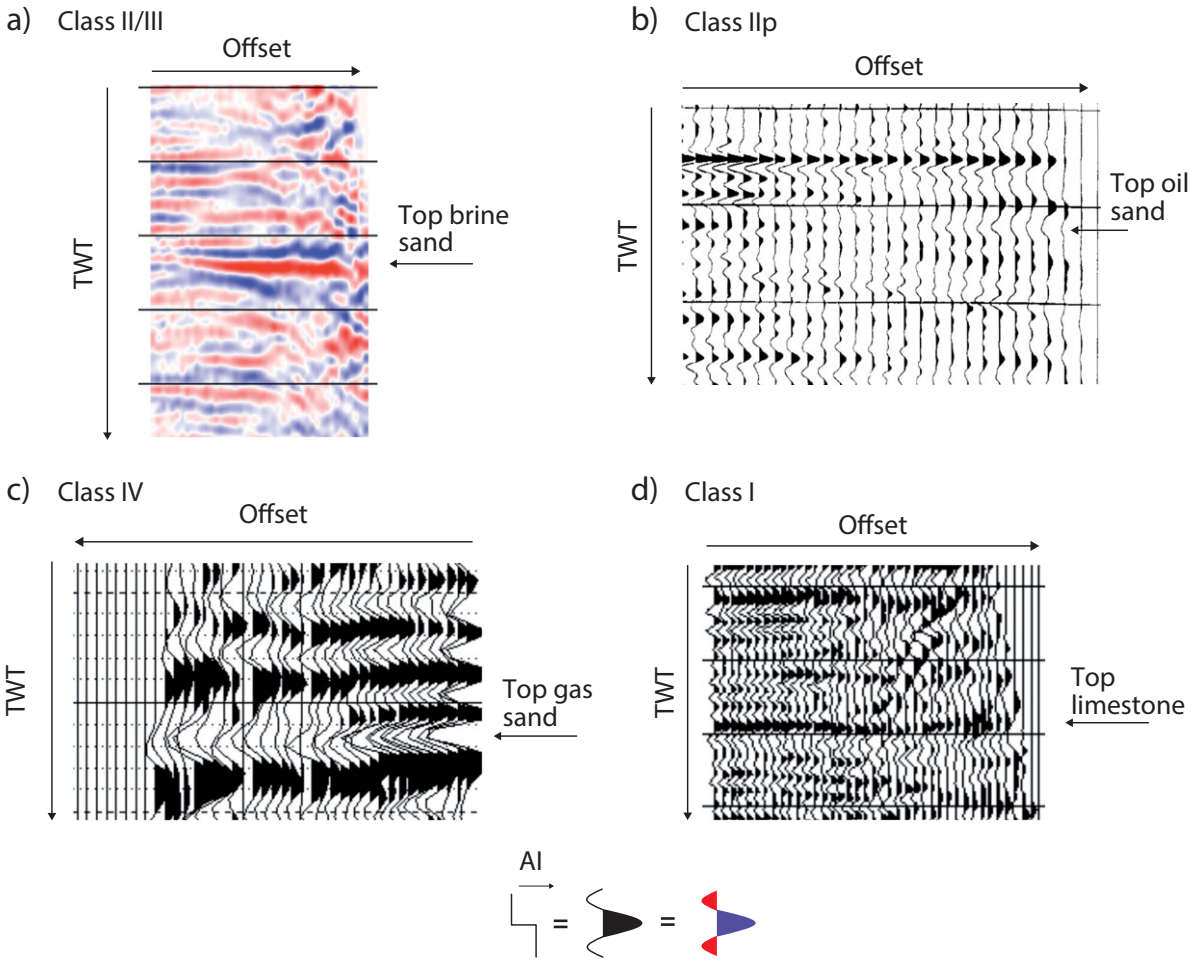 a) Class II/III
Offset
TWT
Top brine
sand
b) Class IIp
Offset
TWT
Top oil
sand
c) Class IV
Offset
TWT
Top gas
sand
d) Class I
Offset
TWT
Top
limestone
AI
= =